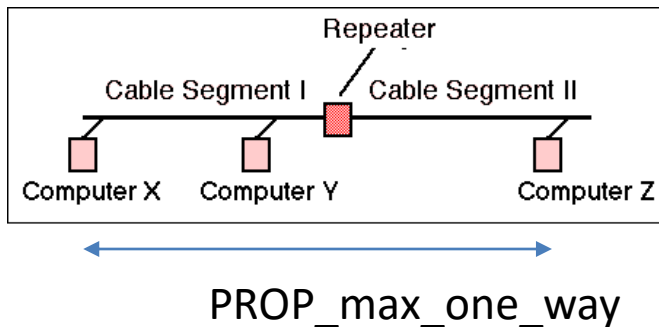 Repeater
Cable Segment I Cable Segment II
Computer X Computer Y Computer Z
PROP_max_one_way